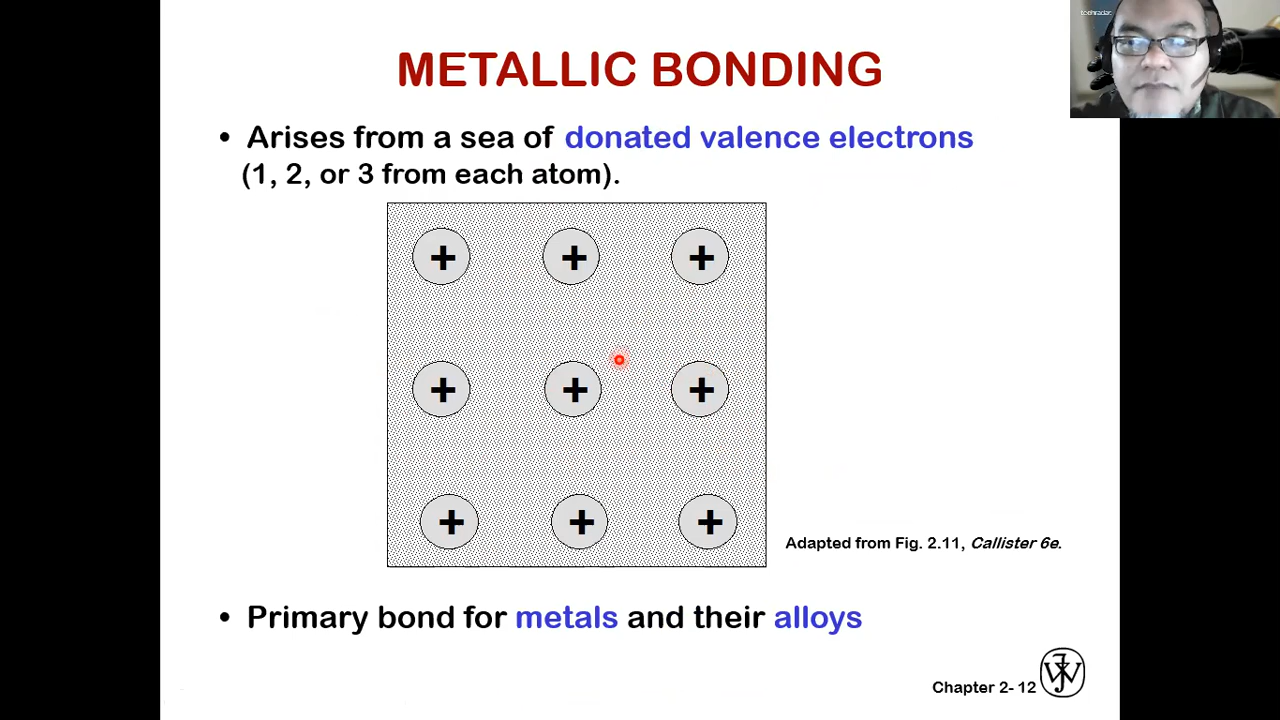 METALLIC BONDING
• Arises from a sea of donated valence electrons
(1, 2, or 3 from each atom).
+ + +
+ + +
+ + +
Adapted from Fig. 2.11, Callister 6e.
• Primary bond for metals and their alloys
Chapter 2- 12